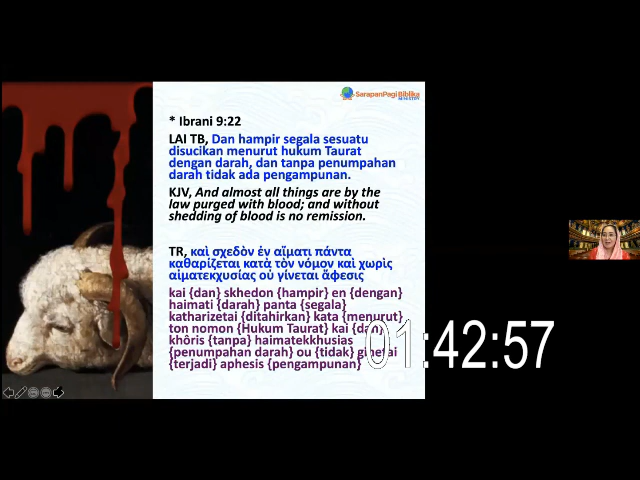 SarapanPagi Biblika
MINISTRY
* Ibrani 9:22
LAI TB, Dan hampir segala sesuatu
disucikan menurut hukum Taurat
dengan darah, dan tanpa penumpahan
darah tidak ada pengampunan.
KJV, And almost all things are by the
law purged with blood; and without
shedding of blood is no remission.
TR, καὶ σχεδὸν ἐν αἵματι πάντα
καθαρίζεται κατὰ τὸν νόμον καὶ χωρὶς
αἱματεκχυσίας οὐ γίνεται ἄφεσις
kai {dan} skhedon {hampir} en {dengan}
haimati {darah} panta {segala}
katharizetai {ditahirkan} kata {menurut}
ton nomon {Hukum Taurat} kai {dan}
khôris {tanpa} haimatekkhusias
{penumpahan darah} ou {tidak} ginetai
{terjadi} aphesis {pengampunan}
01:42:57